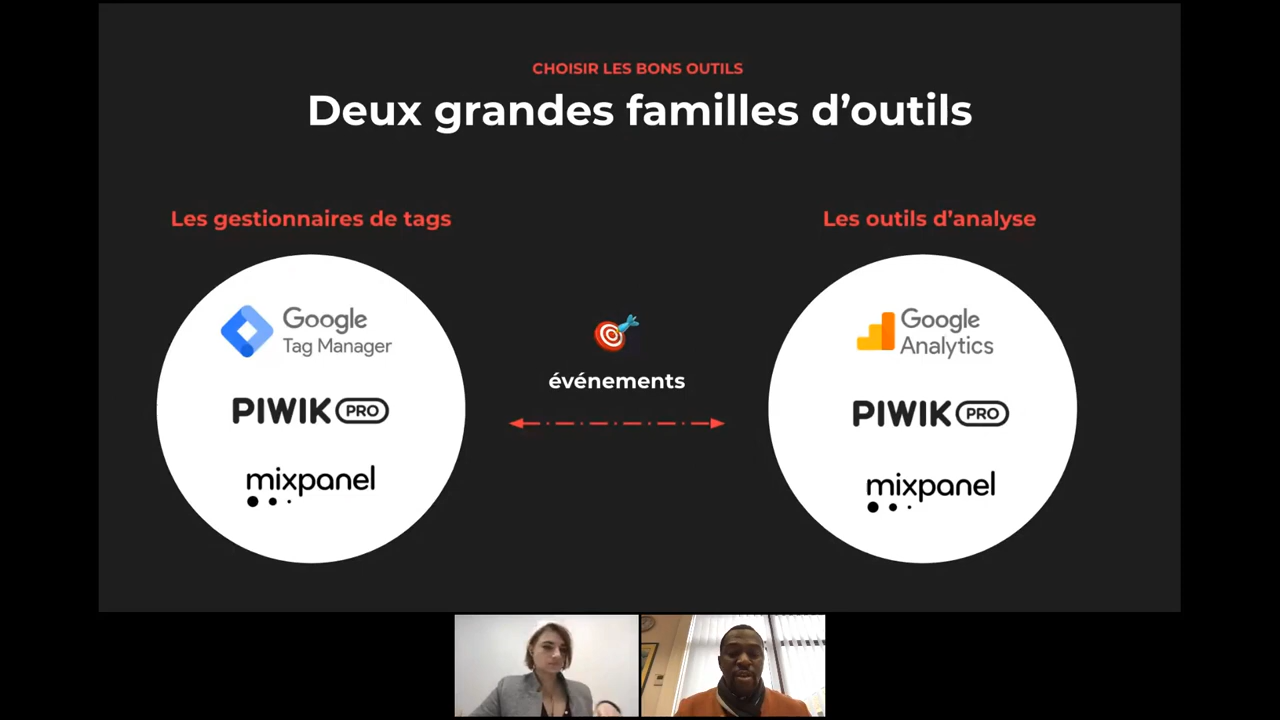 CHOISIR LES BONS OUTILS
Deux grandes familles d’outils
Les gestionnaires de tags
Google
Tag Manager
PIWIK PRO
mixpanel
événements
Les outils d’analyse
Google
Analytics
PIWIK PRO
mixpanel